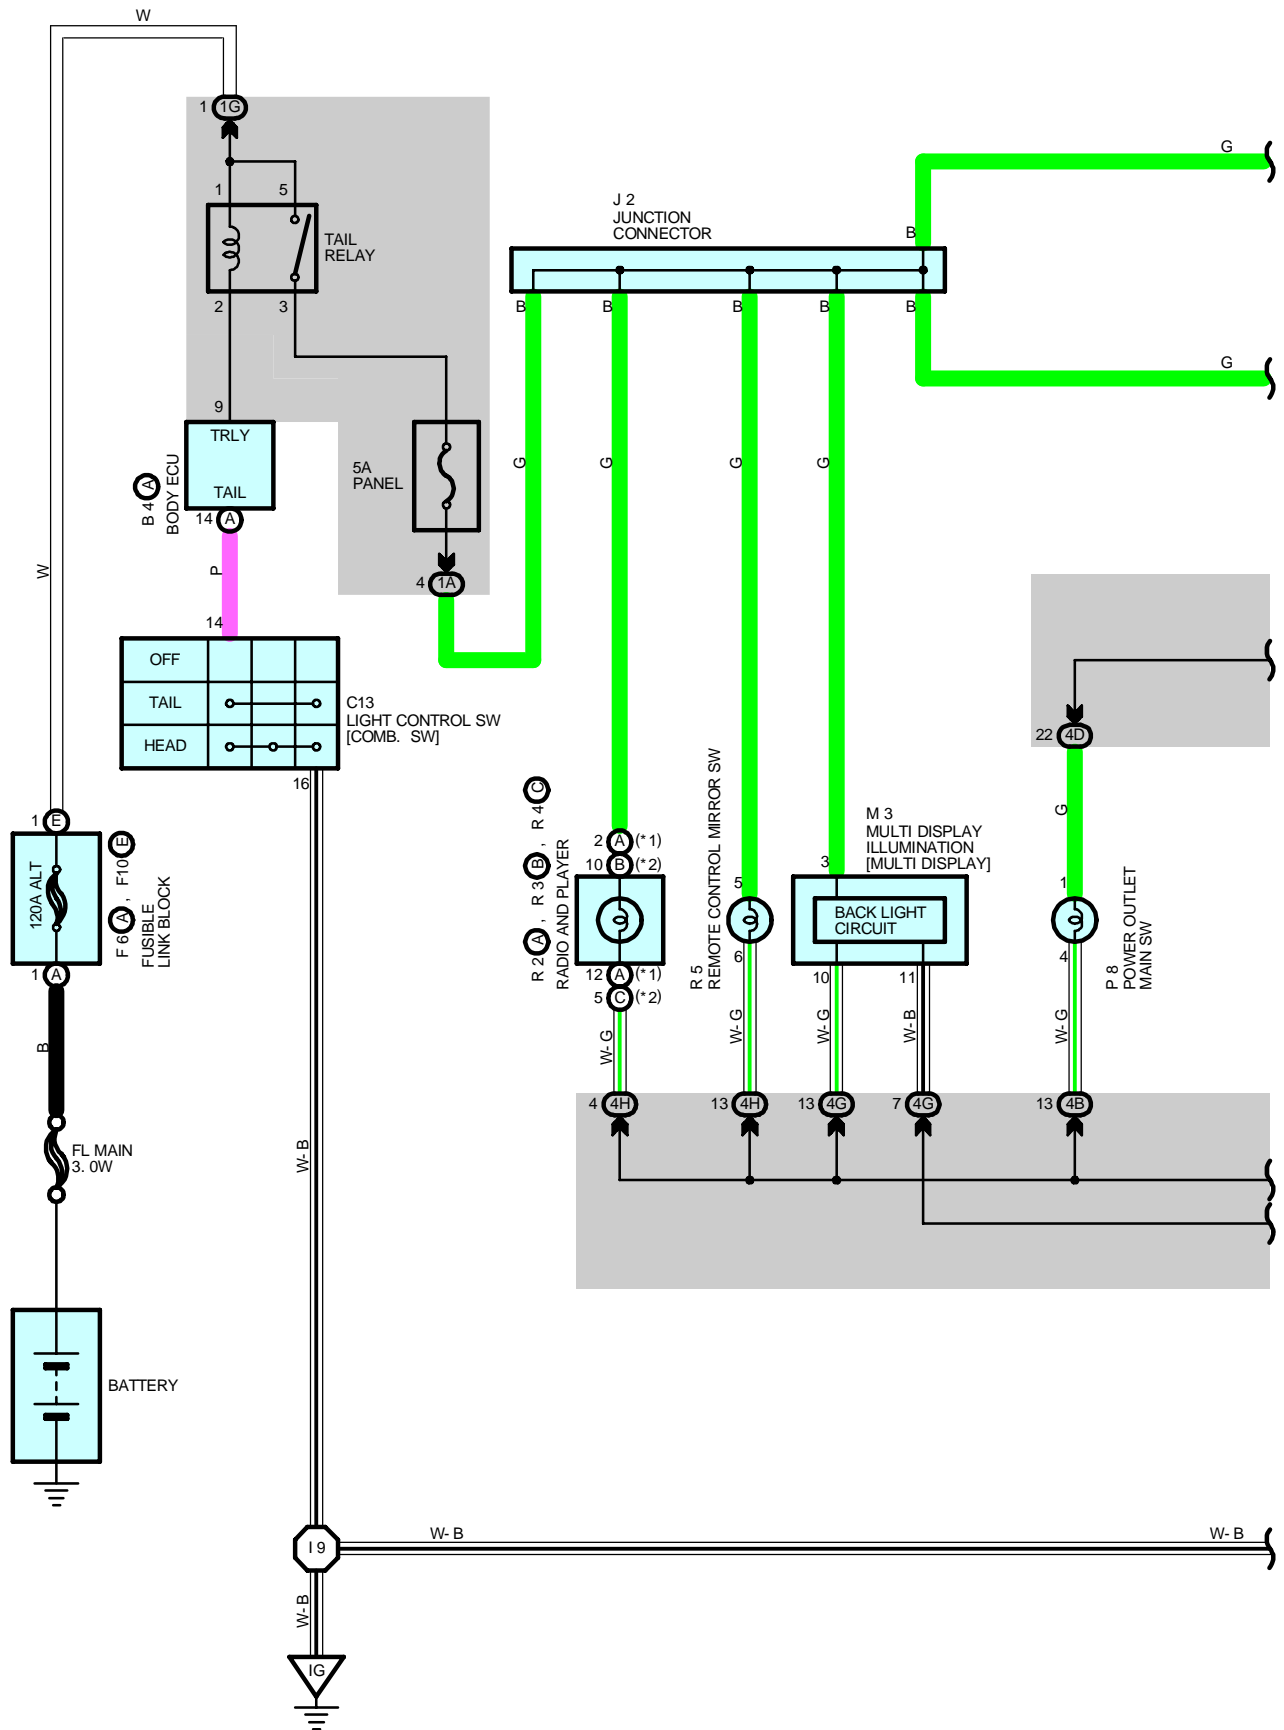 W
1 1G
1 5
TAIL
RELAY
2 3
9
TRLY
TAIL
B 4 A
BODY ECU
14 A
P
14
OFF
TAIL
HEAD
C13
LIGHT CONTROL SW
[COMB. SW]
16
5A
PANEL
4 1A
J 2
JUNCTION
CONNECTOR
B
B B B B B
G
G
G G G G
W
1 E
120A ALT
F 6 A , F10 E
FUSIBLE
LINK BLOCK
1 A
B
FL MAIN
3. 0W
BATTERY
W- B
R 2 A , R 3 B , R 4 C
RADIO AND PLAYER
2 A (*1)
10 B (*2)
12 A (*1)
5 C (*2)
W- G
R 5
REMOTE CONTROL MIRROR SW
5
6
W- G
M 3
MULTI DISPLAY
ILLUMINATION
[MULTI DISPLAY]
3
BACK LIGHT
CIRCUIT
10 11
W- G W- B
22 4D
G
1
4
P 8
POWER OUTLET
MAIN SW
W- G
4 4H 13 4H 13 4G 7 4G 13 4B
I 9
W- B W- B
W- B
IG